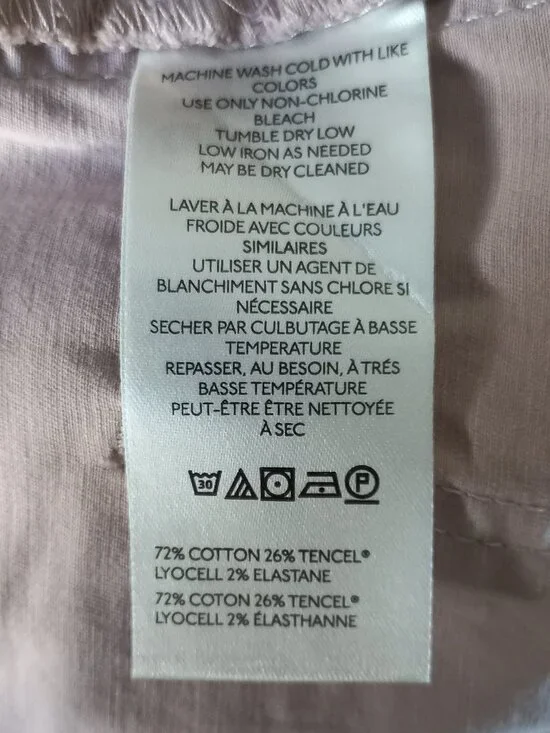 MACHINE WASH COLD WITH LIKE
COLORS
USE ONLY NON-CHLORINE
BLEACH
TUMBLE DRY LOW
LOW IRON AS NEEDED
MAY BE DRY CLEANED
LAVER À LA MACHINE À L'EAU
FROIDE AVEC COULEURS
SIMILAIRES
UTILISER UN AGENT DE
BLANCHIMENT SANS CHLORE SI
NÉCESSAIRE
SECHER PAR CULBUTAGE À BASSE
TEMPERATURE
REPASSER, AU BESOIN, À TRÉS
BASSE TEMPÉRATURE
PEUT-ÊTRE ÊTRE NETTOYÉE
À SEC
30 P
72% COTTON 26% TENCEL®
LYOCELL 2% ELASTANE
72% COTON 26% TENCEL®
LYOCELL 2% ÉLASTHANNE